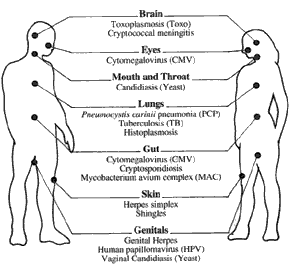 Brain
Toxoplasmosis (Toxo)
Cryptococcal meningitis
Eyes
Cytomegalovirus (CMV)
Mouth and Throat
Candidiasis (Yeast)
Lungs
Pneumocystis carinii pneumonia (PCP)
Tuberculosis (TB)
Histoplasmosis
Gut
Cytomegalovirus (CMV)
Cryptospondiosis
Mycobacterium avum complex (MAC)
Skin
Herpes simplex
Shingles
Genitals
Genital Herpes
Human papillomavirus (HPV)
Vaginal Candidiasis (Yeast)